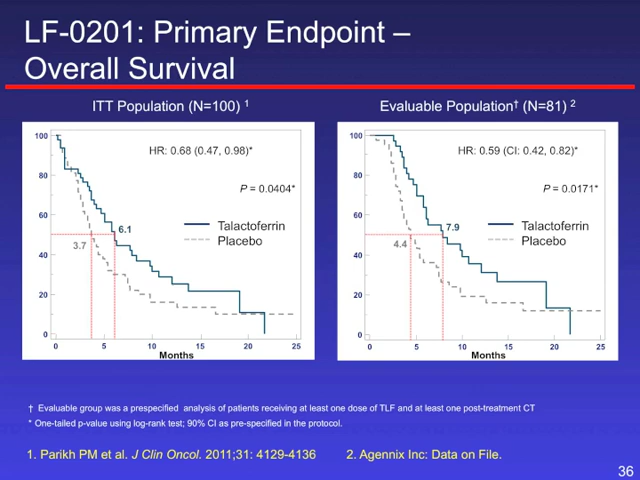 LF-0201: Primary Endpoint –
Overall Survival
ITT Population (N=100) 1
100
80
60
40
20
0
HR: 0.68 (0.47, 0.98)*
P = 0.0404*
Talactoferrin
Placebo
6.1
3.7
0 5 10 15 20 25
Months
Evaluable Population† (N=81) 2
100
80
60
40
20
0
HR: 0.59 (CI: 0.42, 0.82)*
P = 0.0171*
Talactoferrin
Placebo
7.9
4.4
0 5 10 15 20 25
Months
† Evaluable group was a prespecified analysis of patients receiving at least one dose of TLF and at least one post-treatment CT
* One-tailed p-value using log-rank test; 90% CI as pre-specified in the protocol.
1. Parikh PM et al. J Clin Oncol. 2011;31: 4129-4136 2. Agennix Inc: Data on File.
36